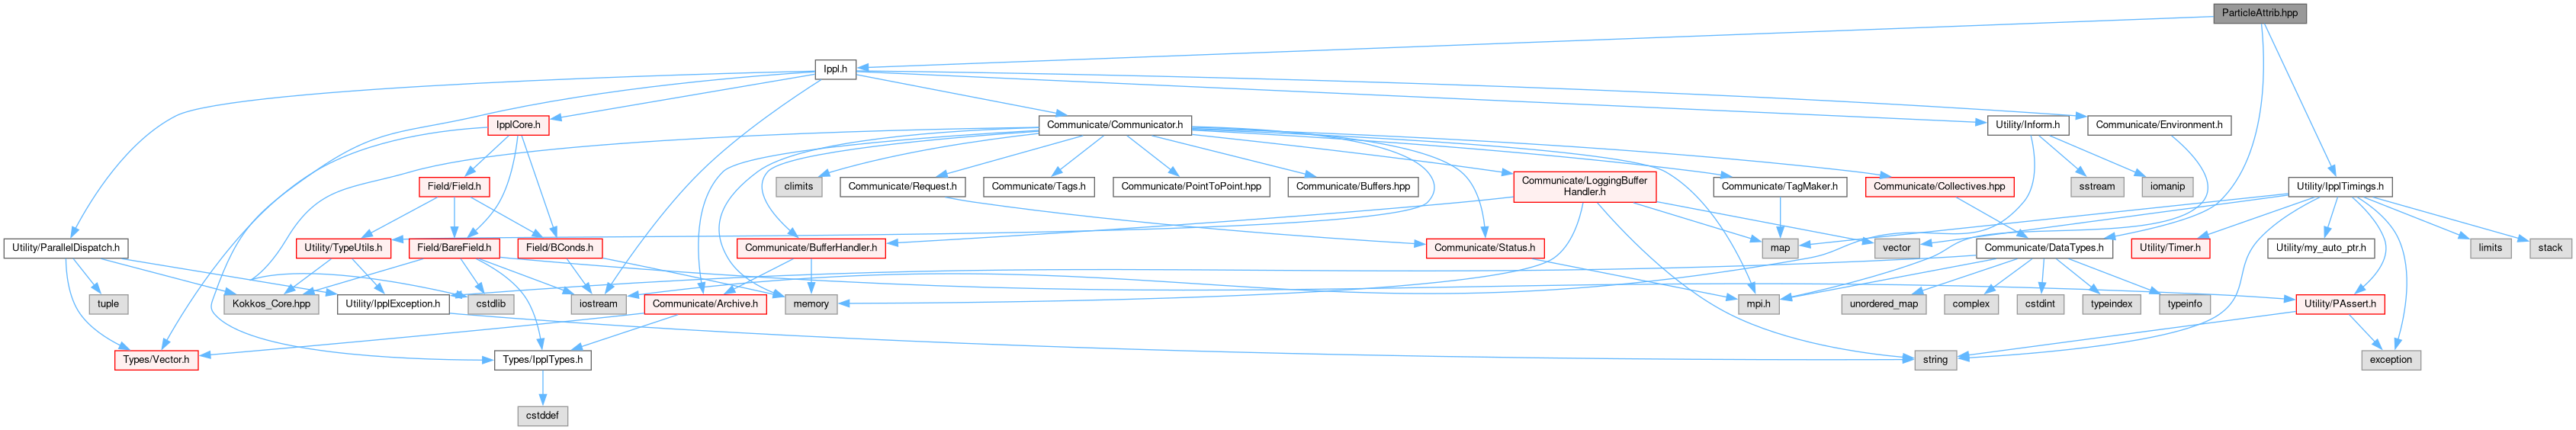 ParticleAttrib.hpp
Ippl.h
IpplCore.h
Communicate/Communicator.h
Utility/Inform.h
Communicate/Environment.h
Field/Field.h
climits
Communicate/Request.h
Communicate/Tags.h
Communicate/PointToPoint.hpp
Communicate/Buffers.hpp
Communicate/LoggingBuffer
Handler.h
Communicate/TagMaker.h
Communicate/Collectives.hpp
sstream
iomanip
Utility/IpplTimings.h
Utility/ParallelDispatch.h
Utility/TypeUtils.h
Field/BareField.h
Field/BConds.h
Communicate/BufferHandler.h
Communicate/Status.h
map
vector
Communicate/DataTypes.h
Utility/Timer.h
Utility/my_auto_ptr.h
limits
stack
tuple
Kokkos_Core.hpp
Utility/IpplException.h
cstdlib
iostream
Communicate/Archive.h
memory
mpi.h
unordered_map
complex
cstdint
typeindex
typeinfo
Utility/PAssert.h
Types/Vector.h
Types/IpplTypes.h
string
exception
cstddef